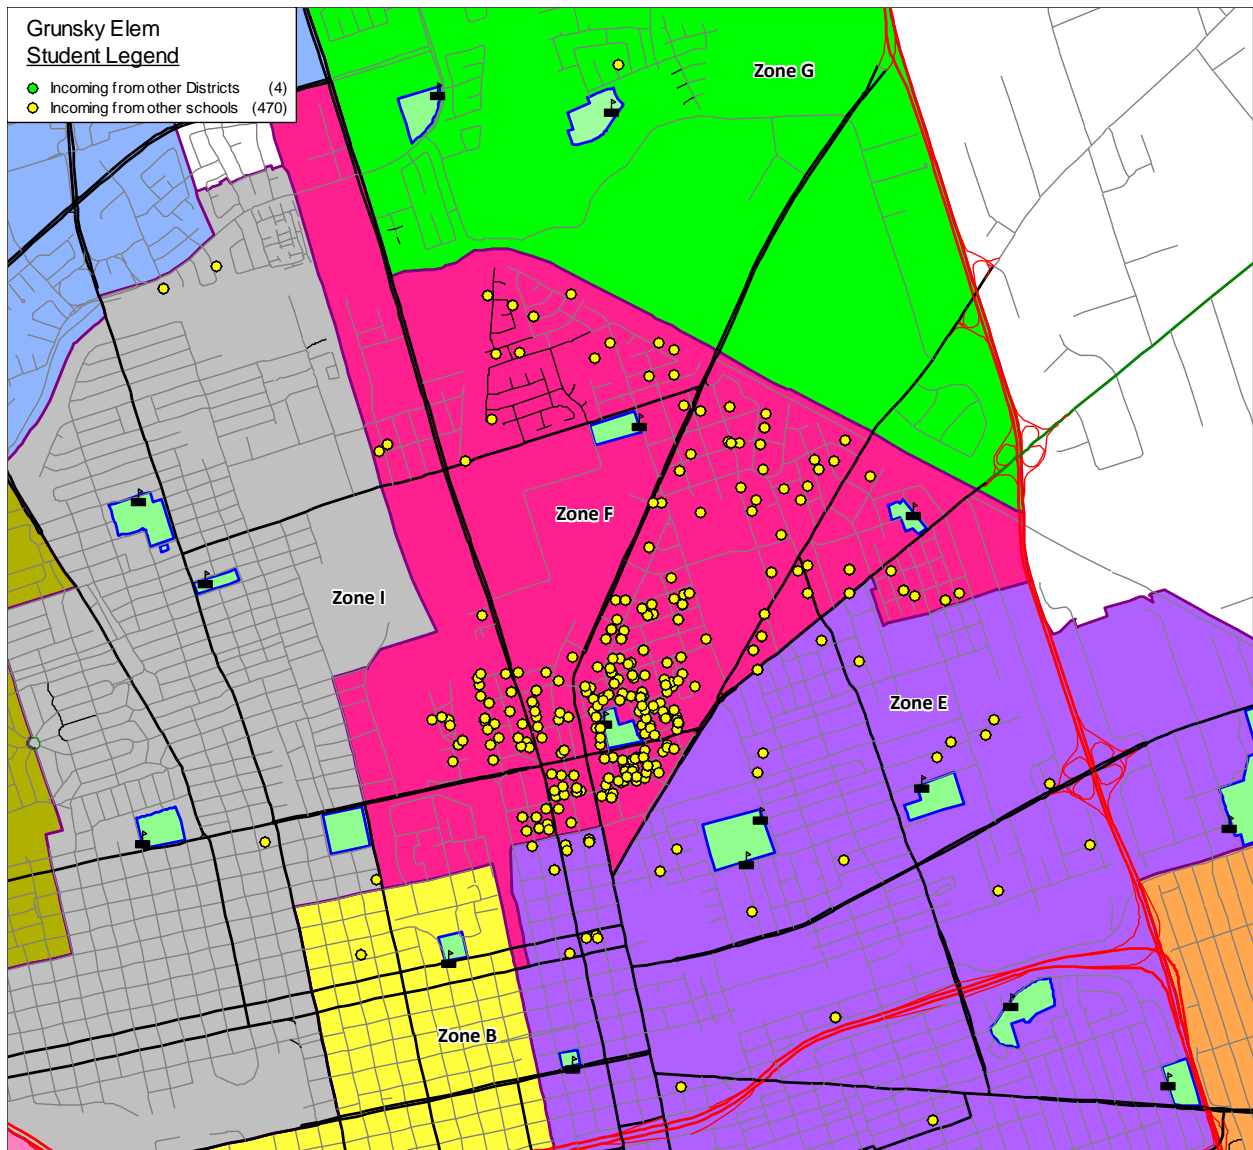 Grunsky Elem
Student Legend
Incoming from other Districts (4)
Incoming from other schools (470)
Zone G
Zone F
Zone I
Zone E
Zone B